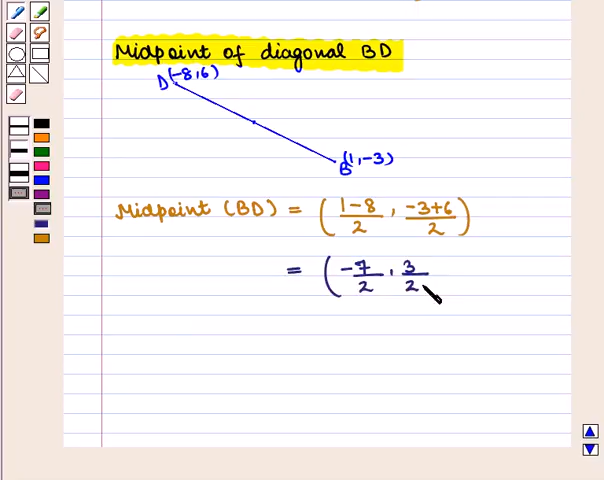 Midpoint of diagonal BD
D(-8,6)
B(1,-3)
Midpoint (BD) = ( 1-8/2 , -3+6/2 )
= ( -7/2 , 3/2